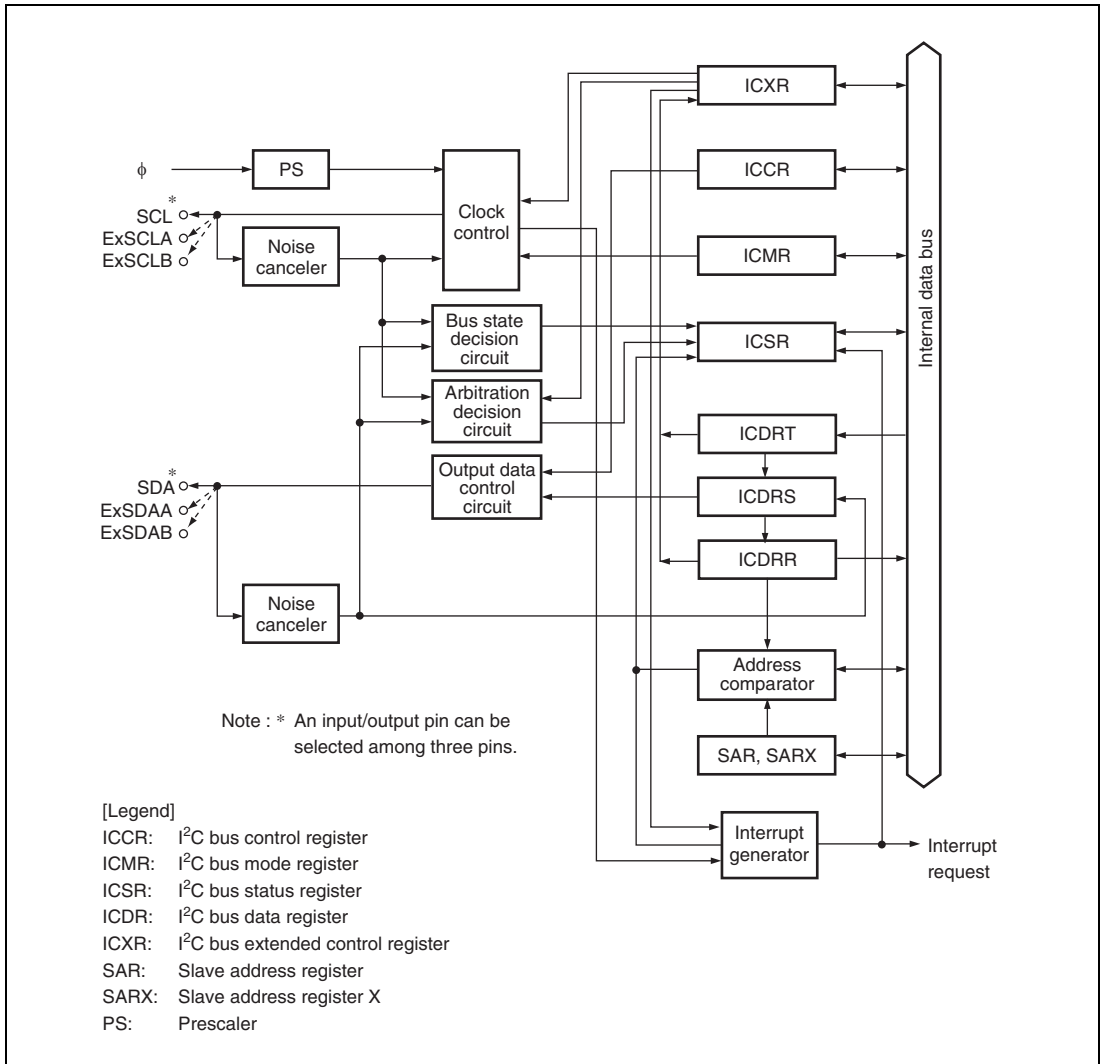 ICXR
φ
PS
ICCR
SCL *
ExSCLA
ExSCLB
Clock
control
Noise
canceler
ICMR
Internal data bus
Bus state
decision
circuit
ICSR
Arbitration
decision
circuit
ICDRT
SDA *
ExSDAA
ExSDAB
Output data
control
circuit
ICDRS
ICDRR
Noise
canceler
Address
comparator
Note : * An input/output pin can be
selected among three pins.
SAR, SARX
[Legend]
ICCR: I²C bus control register
ICMR: I²C bus mode register
ICSR: I²C bus status register
ICDR: I²C bus data register
ICXR: I²C bus extended control register
SAR: Slave address register
SARX: Slave address register X
PS: Prescaler
Interrupt
generator
Interrupt
request